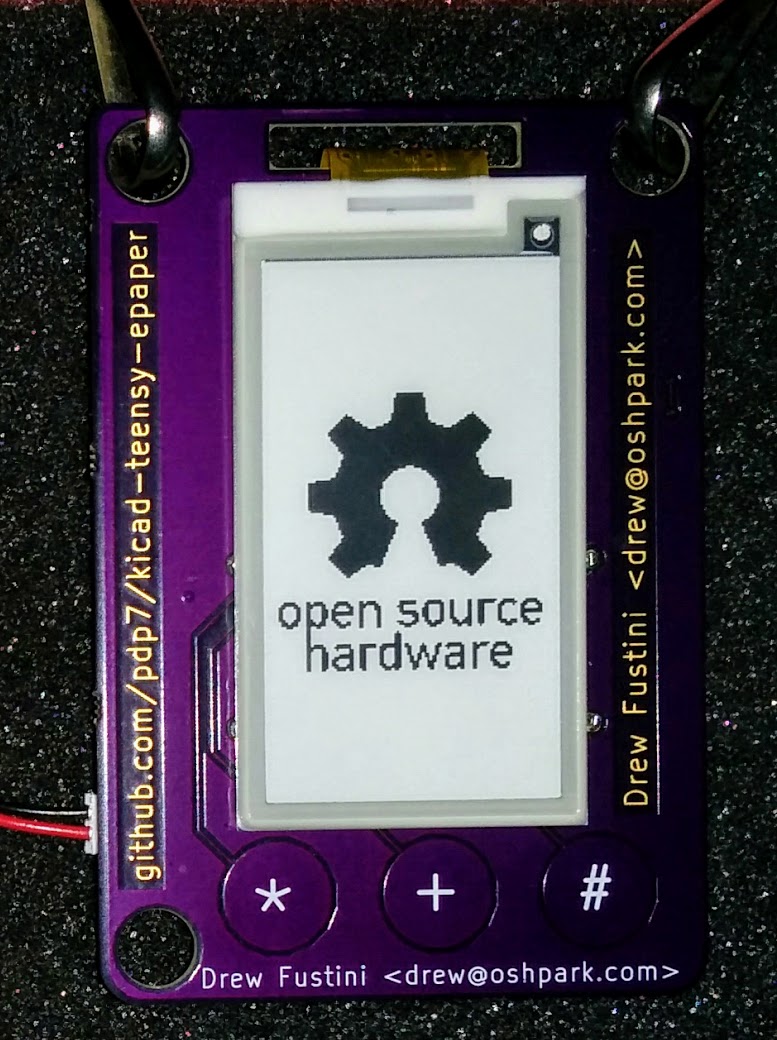 github.com/pdp7/kicad-teensy-epaper
open source
hardware
Drew Fustini <drew@oshpark.com>
* + #
Drew Fustini <drew@oshpark.com>